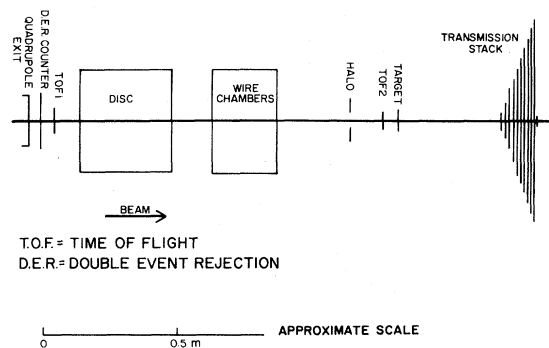 QUADRUPOLE
EXIT
D.E.R. COUNTER
TOF1
DISC
WIRE
CHAMBERS
HALO
TOF2
TARGET
TRANSMISSION
STACK
BEAM
T.O.F. = TIME OF FLIGHT
D.E.R. = DOUBLE EVENT REJECTION
0
0.5 m
APPROXIMATE SCALE